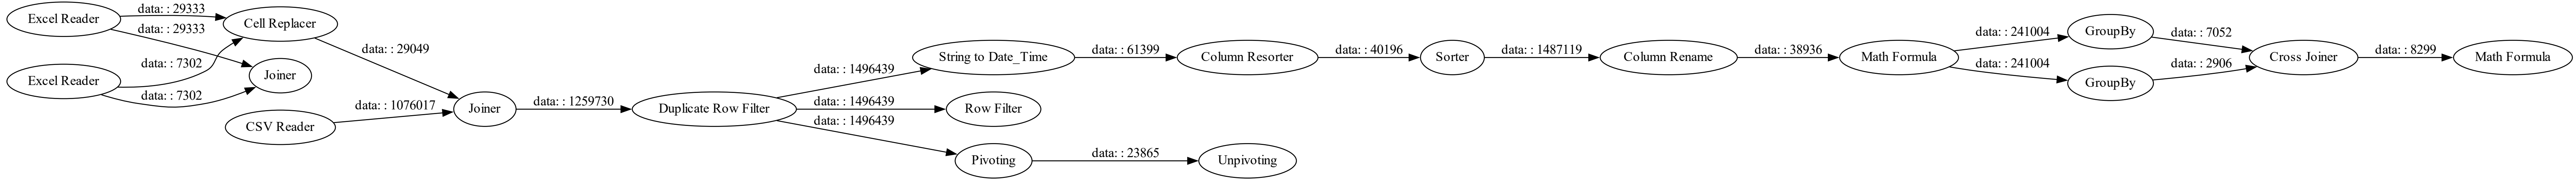 Excel Reader
data: : 29333
Cell Replacer
data: : 29333
data: : 7302
Excel Reader
Joiner
data: : 7302
data: : 29049
CSV Reader
data: : 1076017
Joiner
data: : 1259730
Duplicate Row Filter
data: : 1496439
String to Date_Time
data: : 61399
Column Resorter
data: : 40196
Sorter
data: : 1487119
Column Rename
data: : 38936
Math Formula
data: : 241004
GroupBy
data: : 7052
data: : 241004
GroupBy
data: : 2906
Cross Joiner
data: : 8299
Math Formula
data: : 1496439
Row Filter
data: : 1496439
Pivoting
data: : 23865
Unpivoting